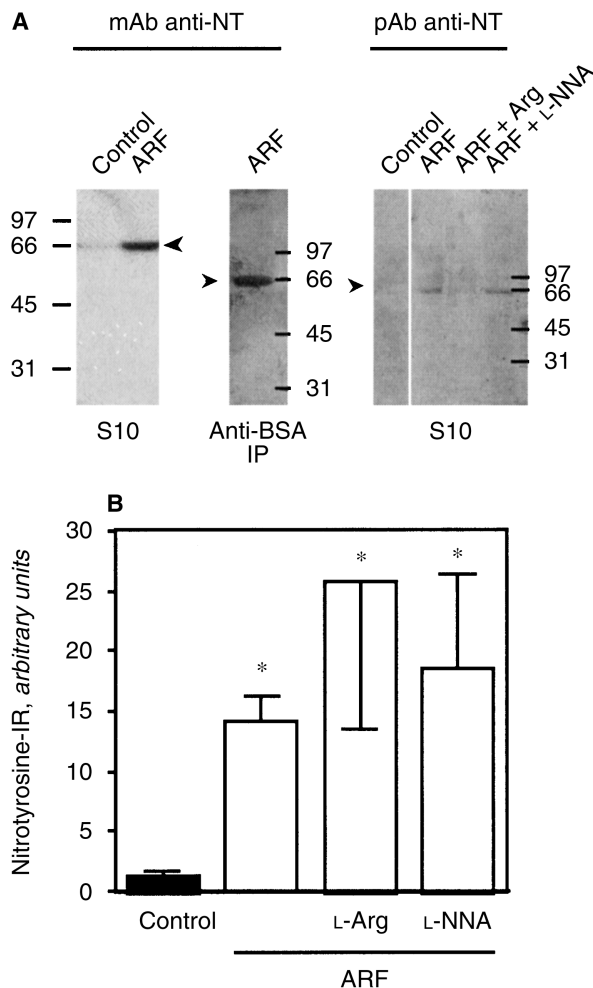 A
mAb anti-NT
pAb anti-NT
Control
ARF
ARF
Control
ARF
ARF + Arg
ARF + L-NNA
97
66
45
31
97
66
45
31
97
66
45
31
S10
Anti-BSA
IP
S10
B
Nitrotyrosine-IR, arbitrary units
30
25
20
15
10
5
0
*
*
*
Control
L-Arg
L-NNA
ARF